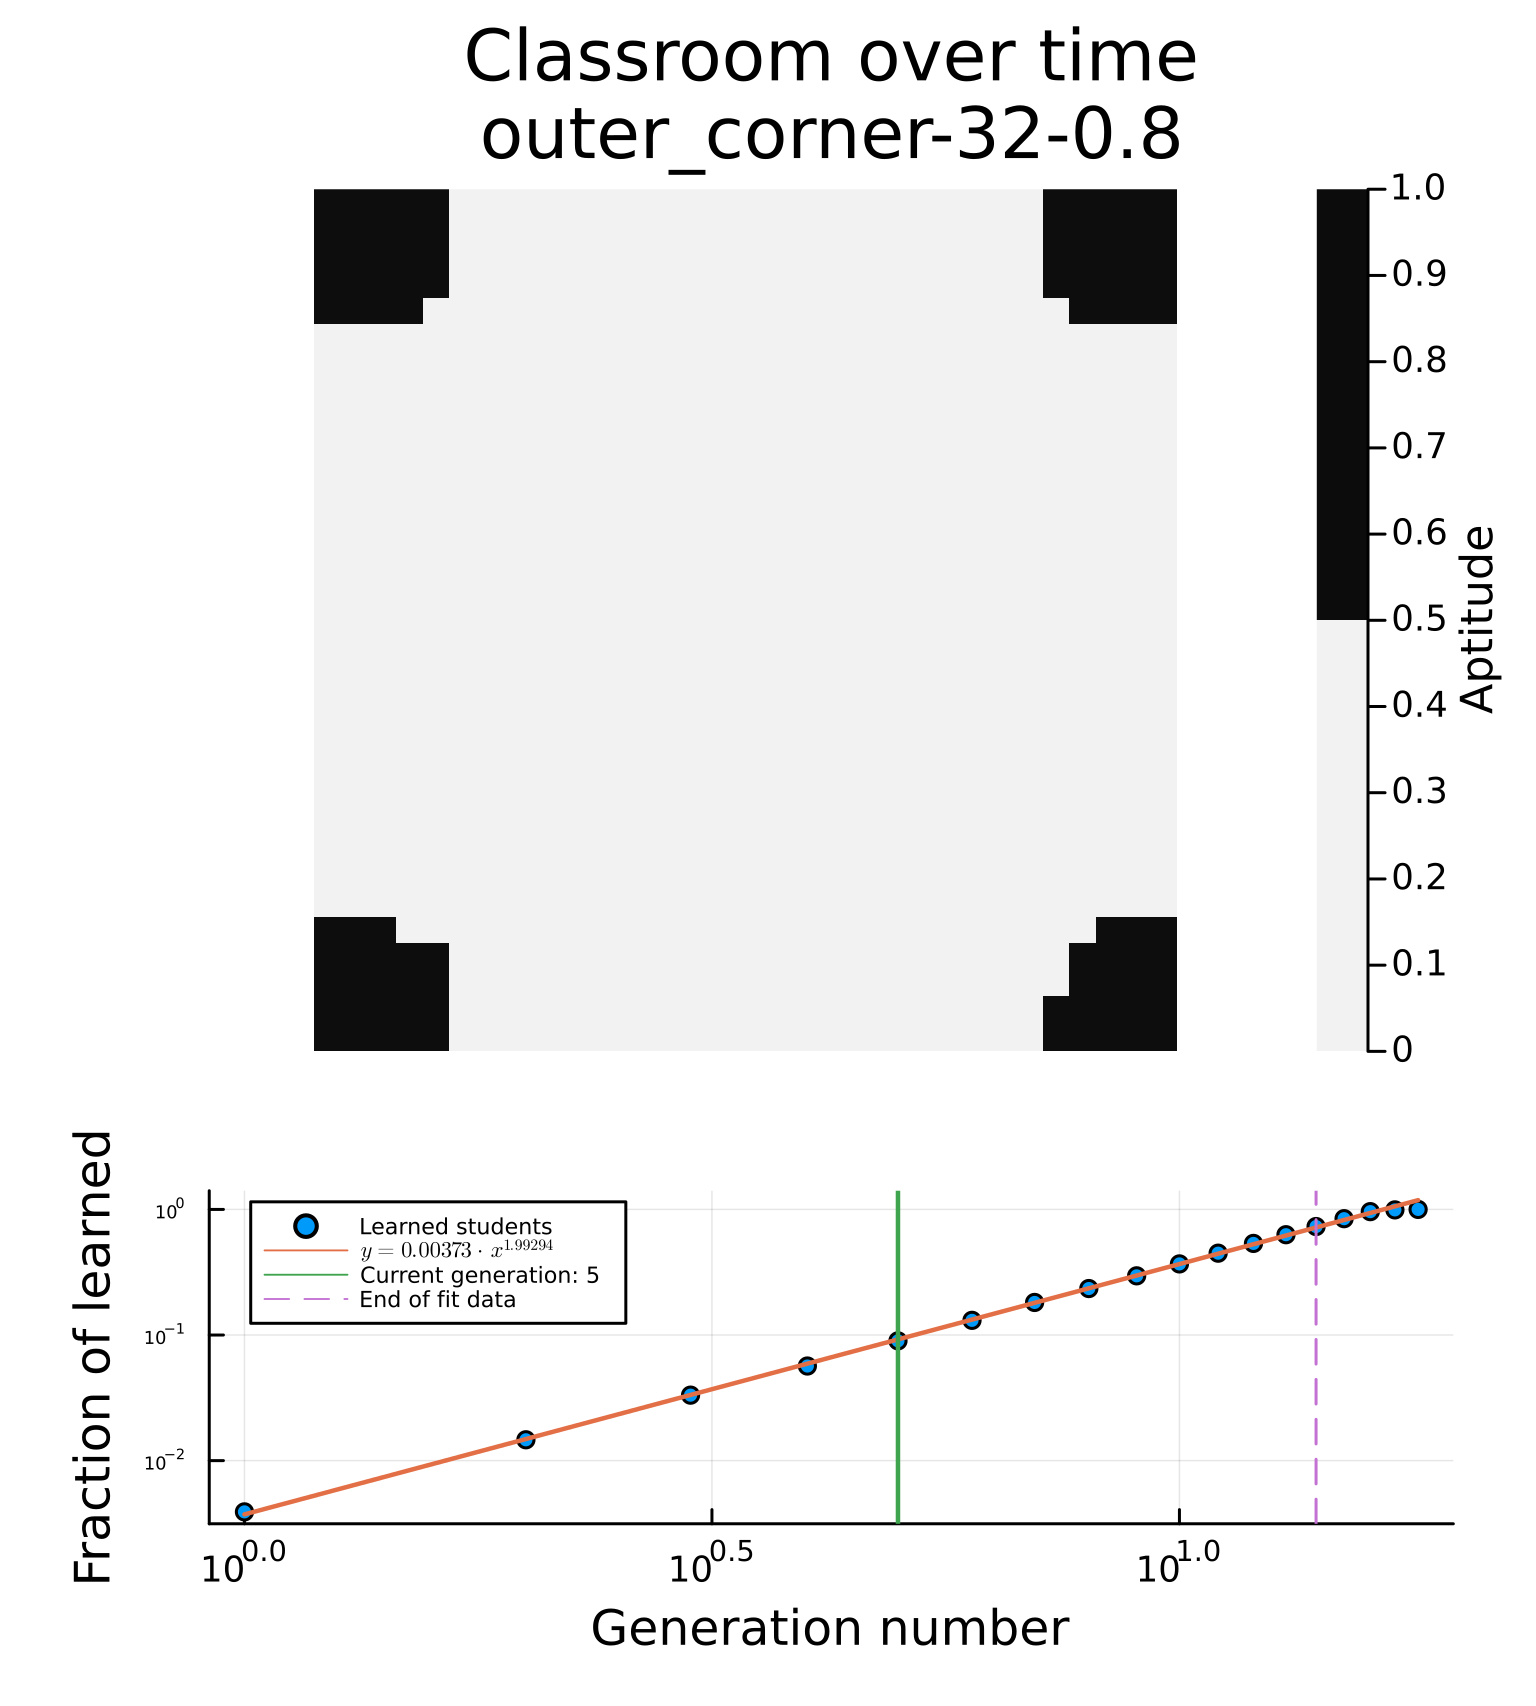 Classroom over time
outer_corner-32-0.8
1.0
0.9
0.8
0.7
0.6
0.5
0.4
0.3
0.2
0.1
0
Aptitude
Fraction of learned
10^0
10^-1
10^-2
Learned students
y = 0.00373 · x^1.99294
Current generation: 5
End of fit data
10^0.0
10^0.5
10^1.0
Generation number